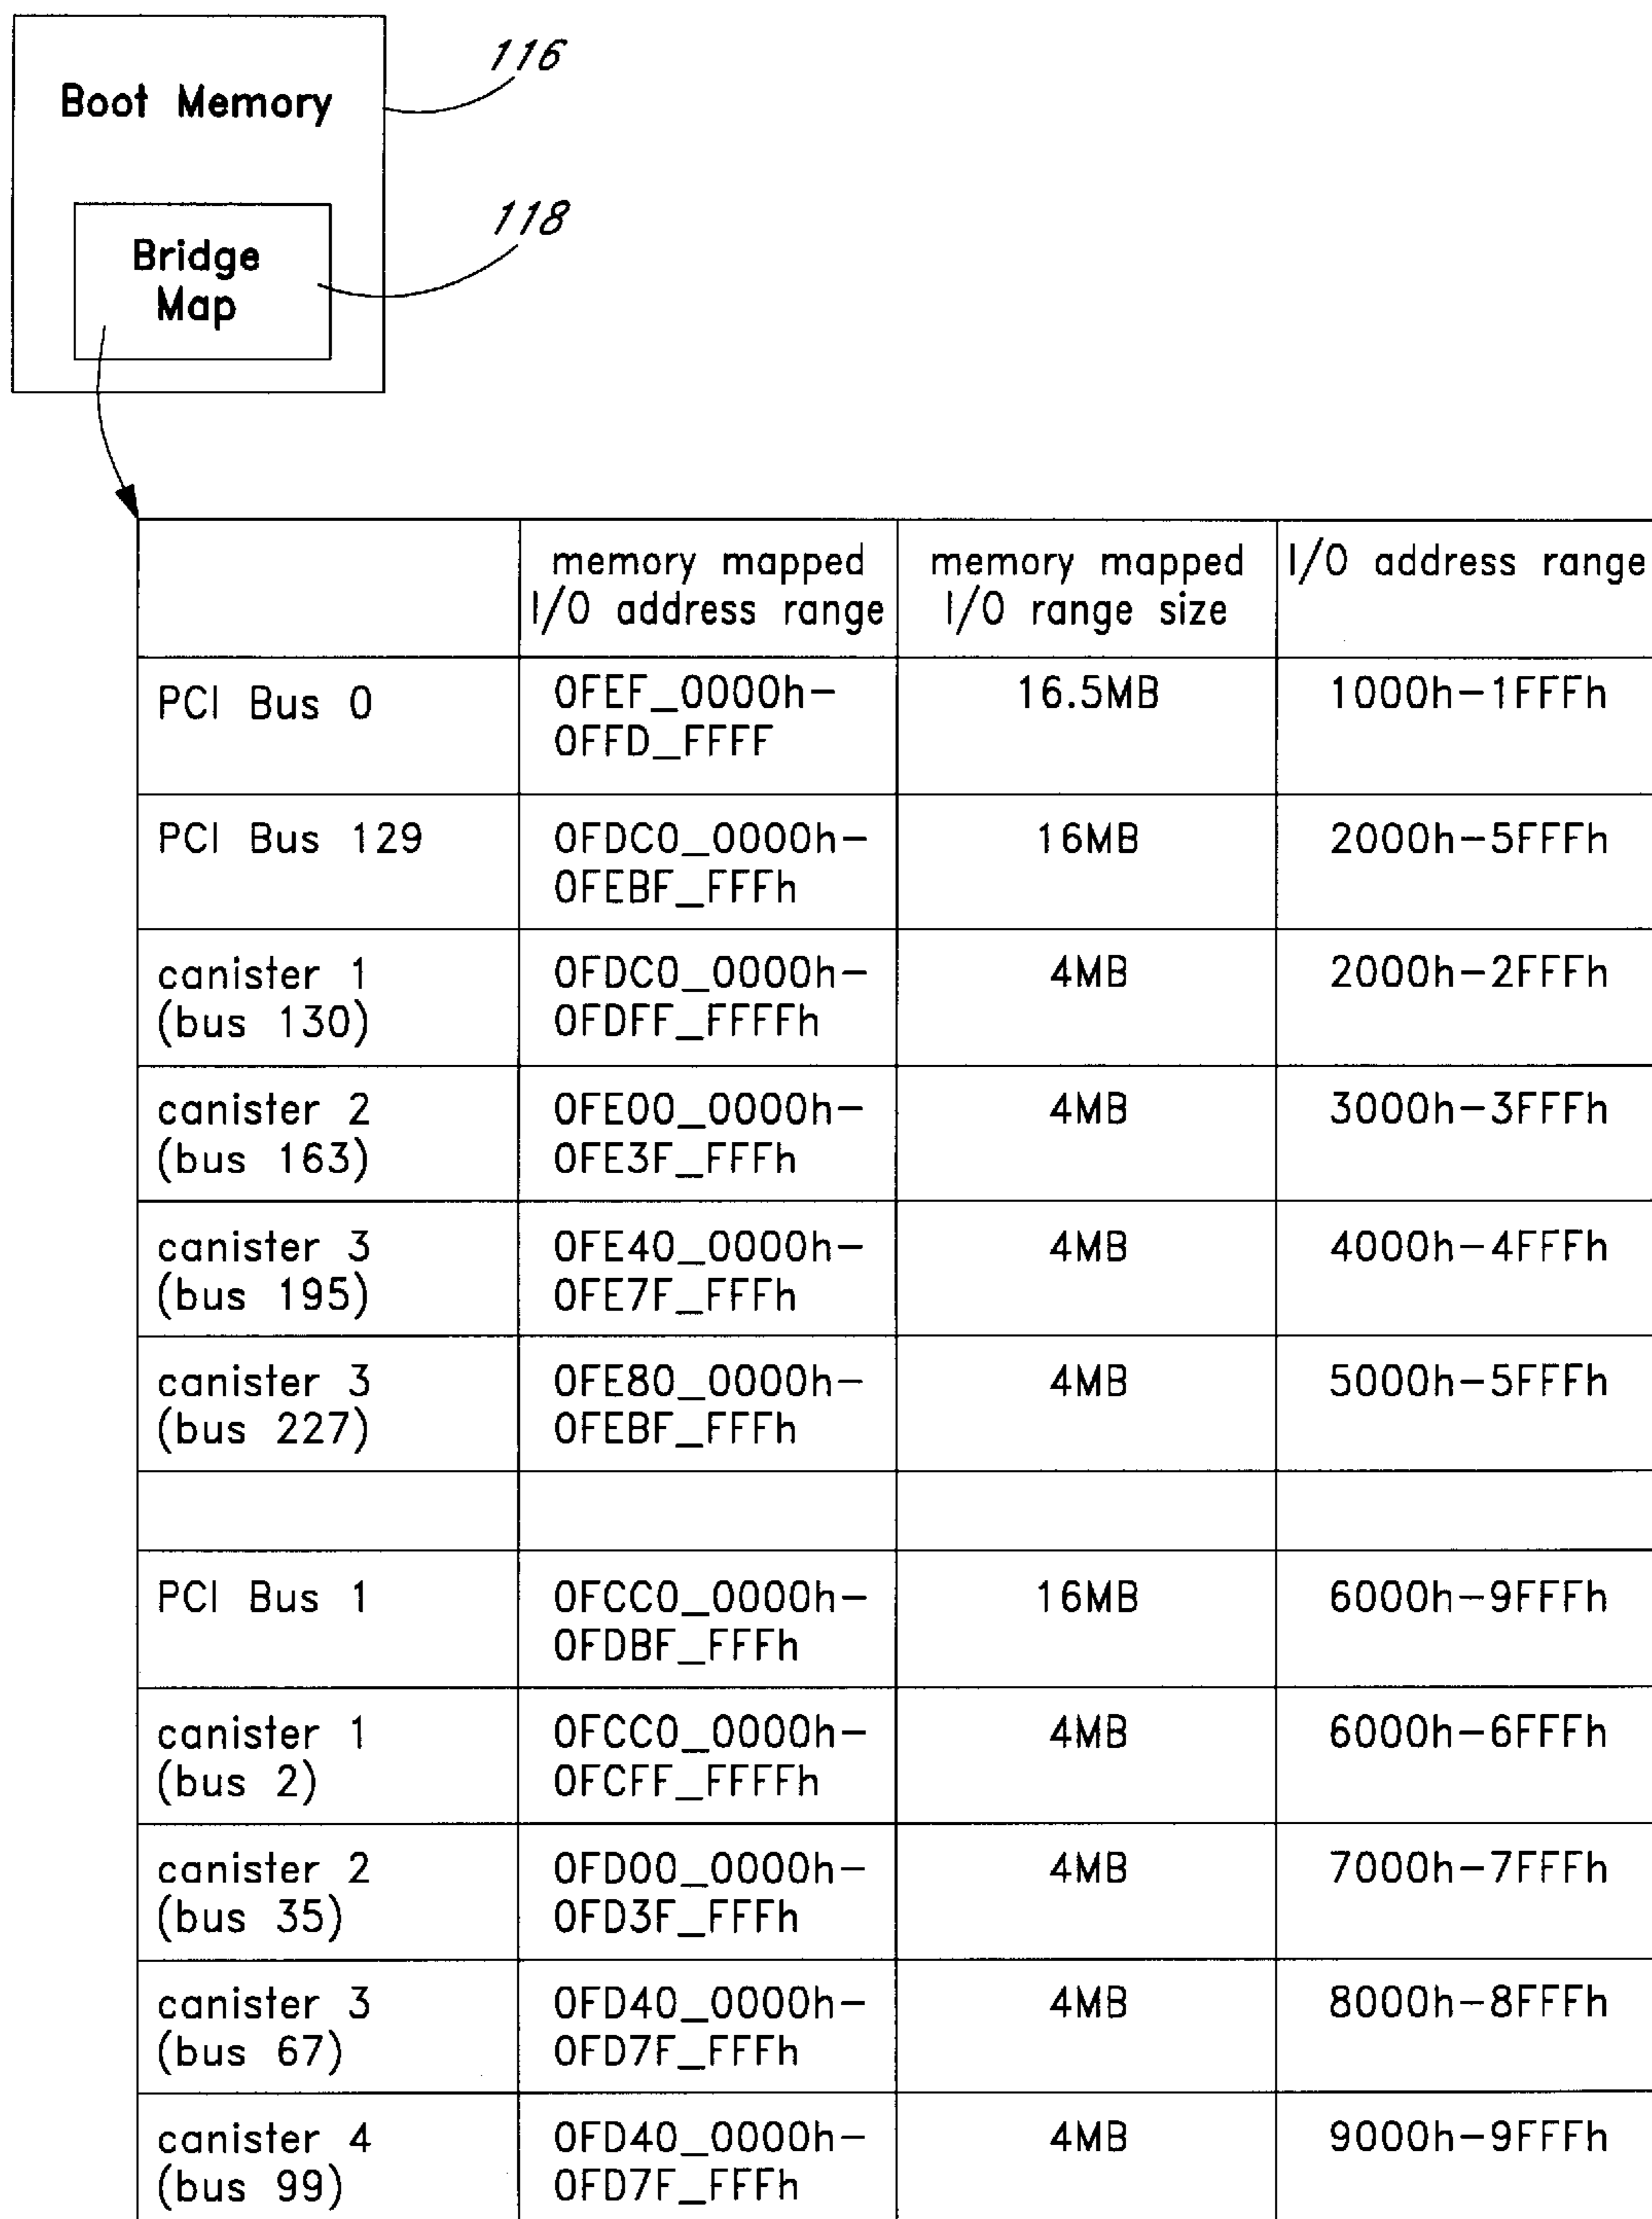 116
Boot Memory
118
Bridge
Map
memory mapped
I/O address range
memory mapped
I/O range size
I/O address range
PCI Bus 0
0FEF_0000h-
0FFD_FFFF
16.5MB
1000h-1FFFh
PCI Bus 129
0FDC0_0000h-
0FEBF_FFFh
16MB
2000h-5FFFh
canister 1
(bus 130)
0FDC0_0000h-
0FDFF_FFFFh
4MB
2000h-2FFFh
canister 2
(bus 163)
0FE00_0000h-
0FE3F_FFFh
4MB
3000h-3FFFh
canister 3
(bus 195)
0FE40_0000h-
0FE7F_FFFh
4MB
4000h-4FFFh
canister 3
(bus 227)
0FE80_0000h-
0FEBF_FFFh
4MB
5000h-5FFFh
PCI Bus 1
0FCC0_0000h-
0FDBF_FFFh
16MB
6000h-9FFFh
canister 1
(bus 2)
0FCC0_0000h-
0FCFF_FFFFh
4MB
6000h-6FFFh
canister 2
(bus 35)
0FD00_0000h-
0FD3F_FFFh
4MB
7000h-7FFFh
canister 3
(bus 67)
0FD40_0000h-
0FD7F_FFFh
4MB
8000h-8FFFh
canister 4
(bus 99)
0FD40_0000h-
0FD7F_FFFh
4MB
9000h-9FFFh